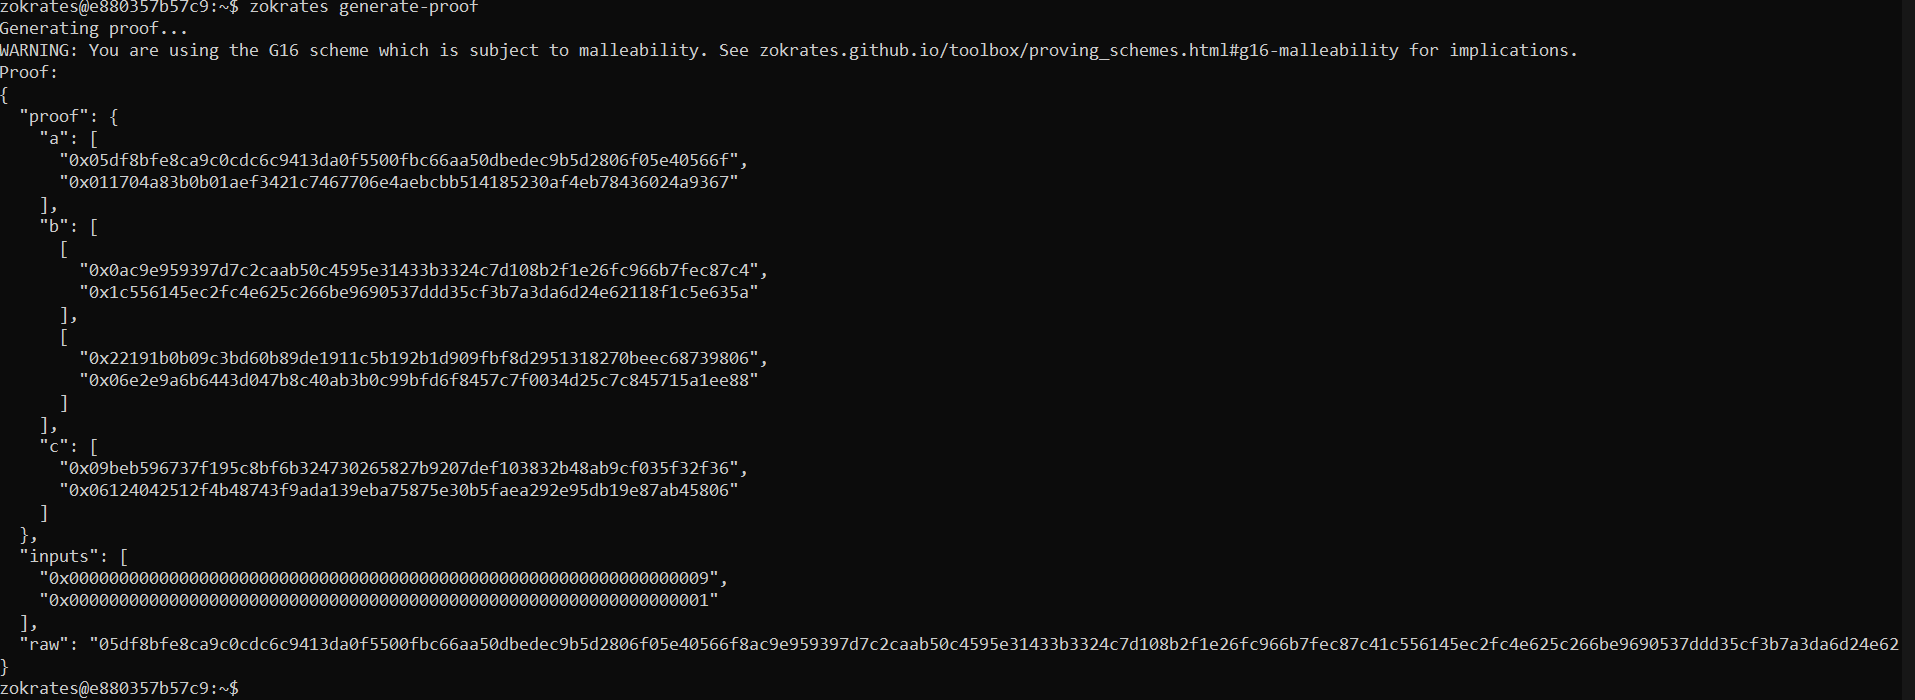 zokrates@e880357b57c9:~$ zokrates generate-proof
Generating proof...
WARNING: You are using the G16 scheme which is subject to malleability. See zokrates.github.io/toolbox/proving_schemes.html#g16-malleability for implications.
Proof:
{
  "proof": {
    "a": [
      "0x05df8bfe8ca9c0cdc6c9413da0f5500fbc66aa50dbedec9b5d2806f05e40566f",
      "0x011704a83b0b01aef3421c7467706e4aebcbb514185230af4eb78436024a9367"
    ],
    "b": [
      [
        "0x0ac9e959397d7c2caab50c4595e31433b3324c7d108b2f1e26fc966b7fec87c4",
        "0x1c556145ec2fc4e625c266be9690537ddd35cf3b7a3da6d24e62118f1c5e635a"
      ],
      [
        "0x22191b0b09c3bd60b89de1911c5b192b1d909fbf8d2951318270beec68739806",
        "0x06e2e9a6b6443d047b8c40ab3b0c99bfd6f8457c7f0034d25c7c845715a1ee88"
      ]
    ],
    "c": [
      "0x09beb596737f195c8bf6b324730265827b9207def103832b48ab9cf035f32f36",
      "0x06124042512f4b48743f9ada139eba75875e30b5faea292e95db19e87ab45806"
    ]
  },
  "inputs": [
    "0x0000000000000000000000000000000000000000000000000000000000000009",
    "0x0000000000000000000000000000000000000000000000000000000000000001"
  ],
  "raw": "05df8bfe8ca9c0cdc6c9413da0f5500fbc66aa50dbedec9b5d2806f05e40566f8ac9e959397d7c2caab50c4595e31433b3324c7d108b2f1e26fc966b7fec87c41c556145ec2fc4e625c266be9690537ddd35cf3b7a3da6d24e62
}
zokrates@e880357b57c9:~$